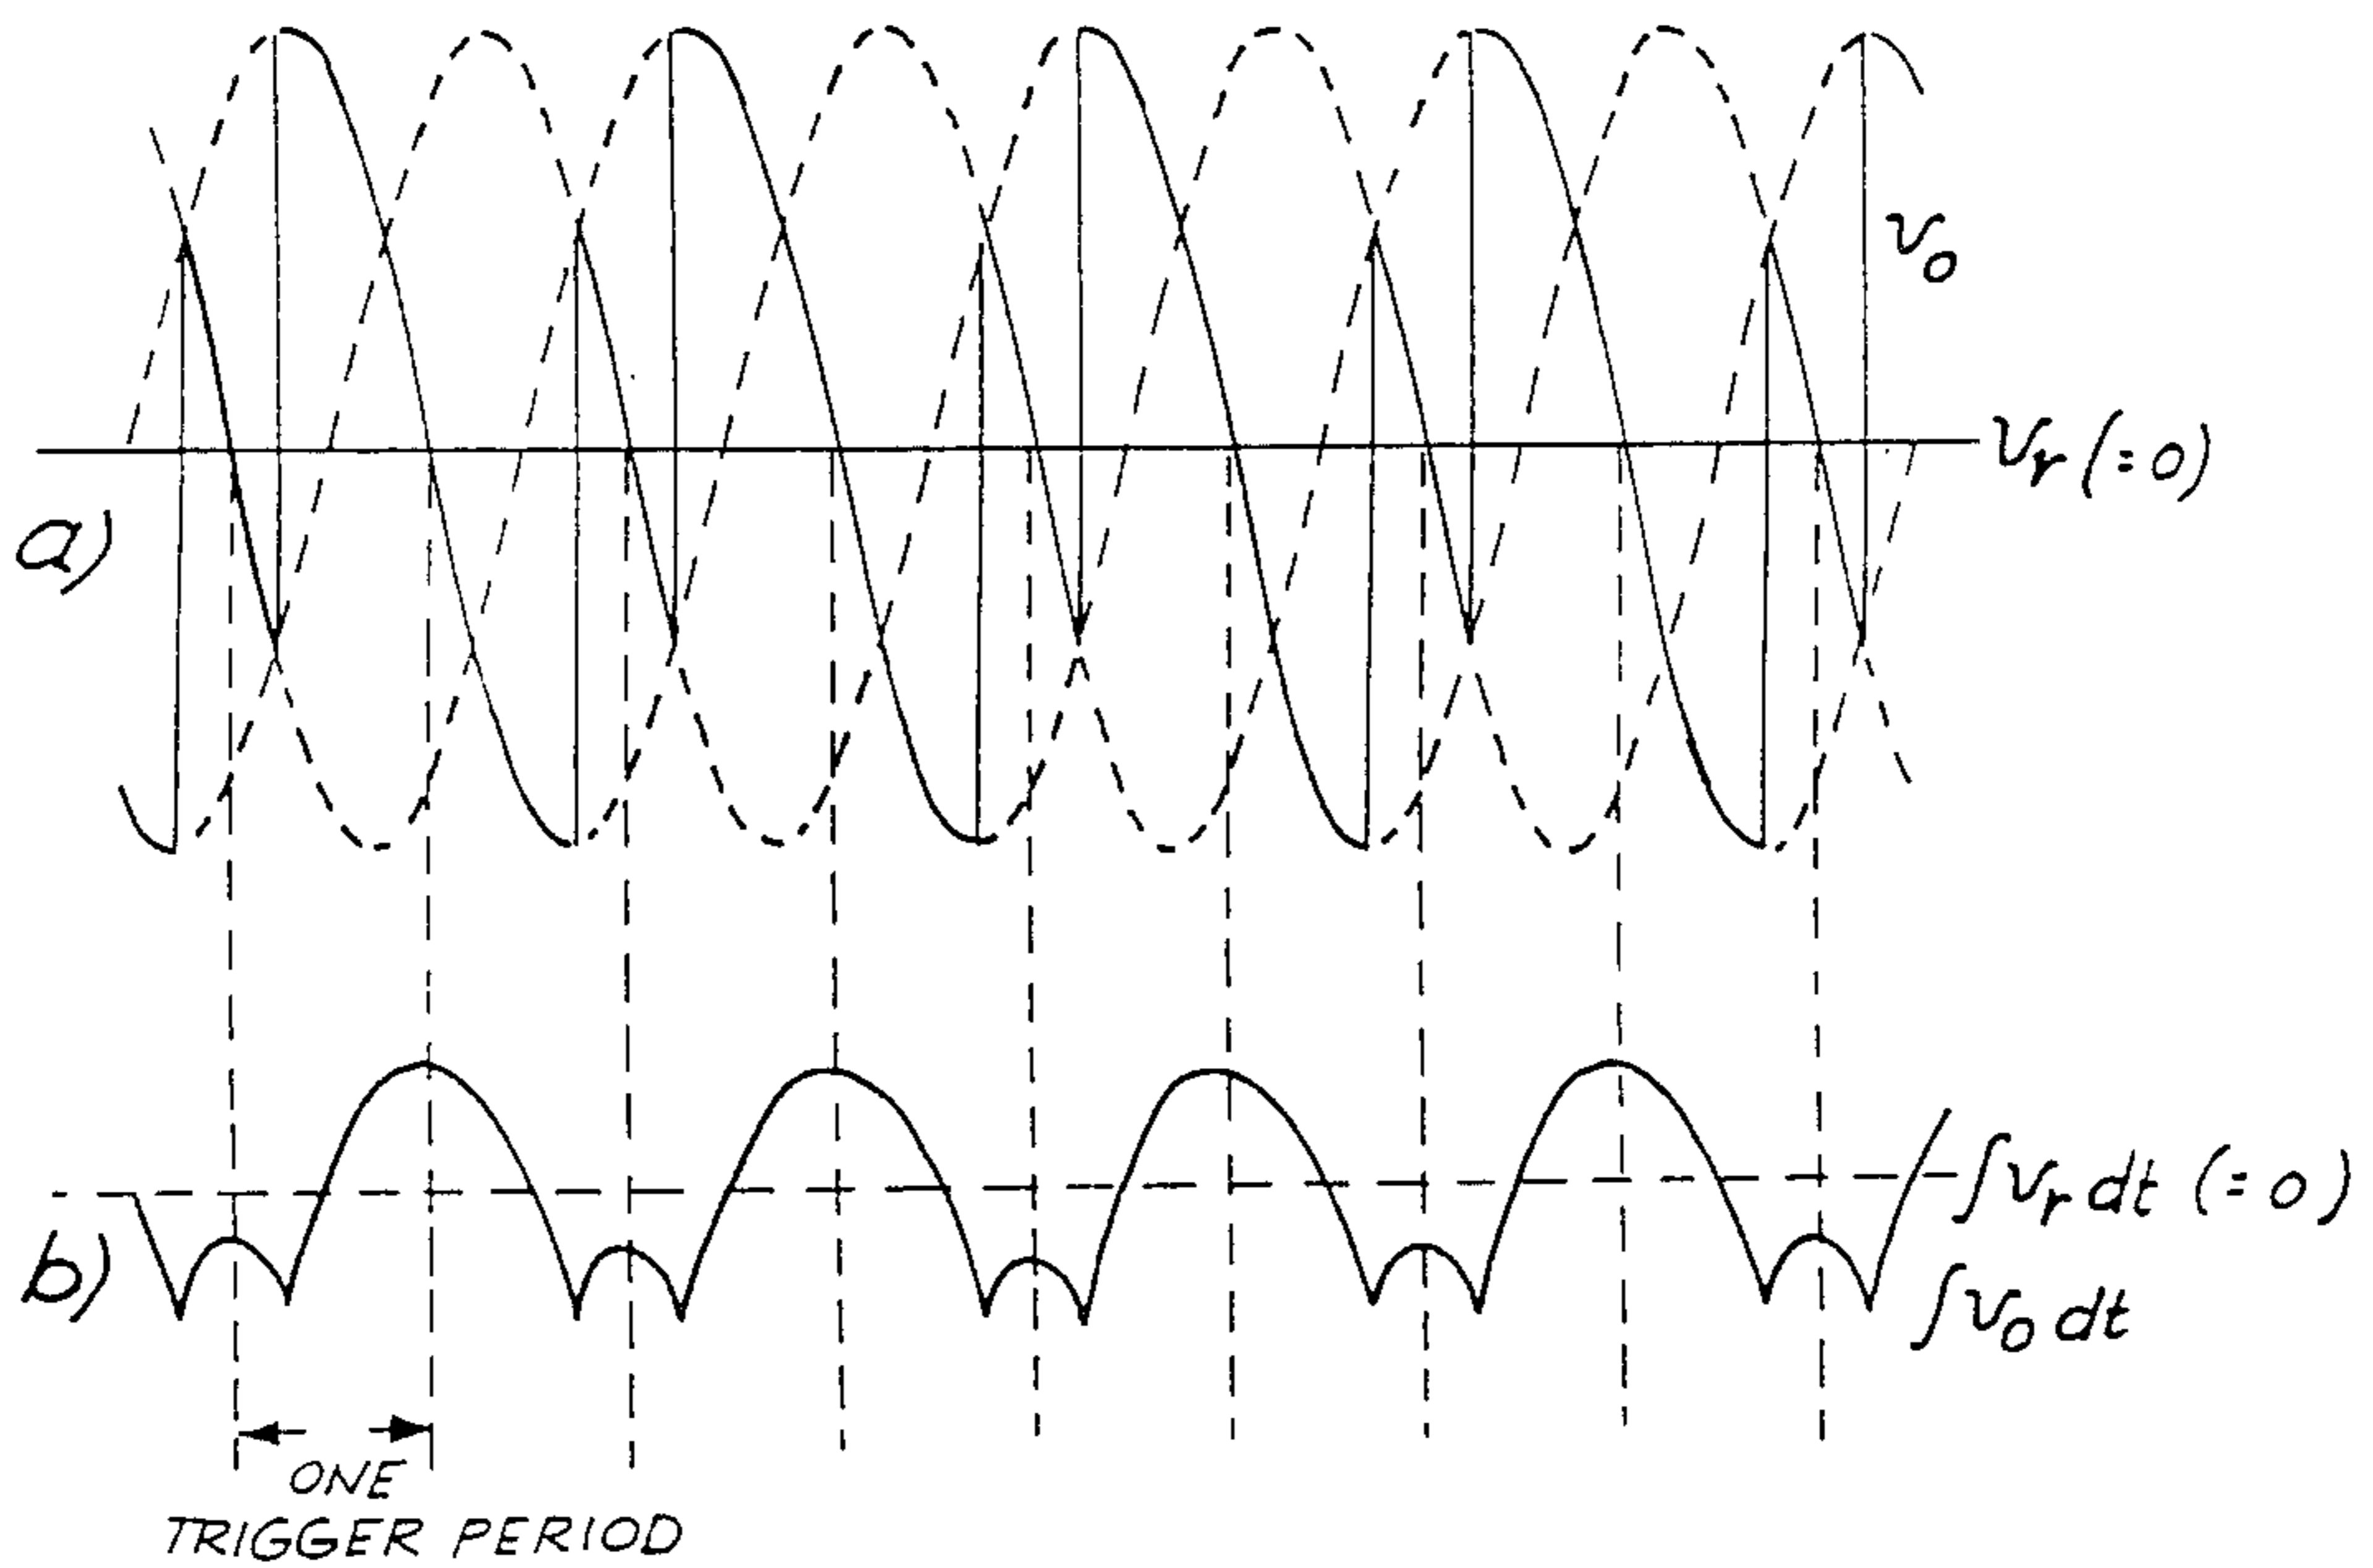 v₀
Vᵣ (=0)
a)
∫vᵣ dt (=0)
b)
∫v₀ dt
ONE
TRIGGER PERIOD